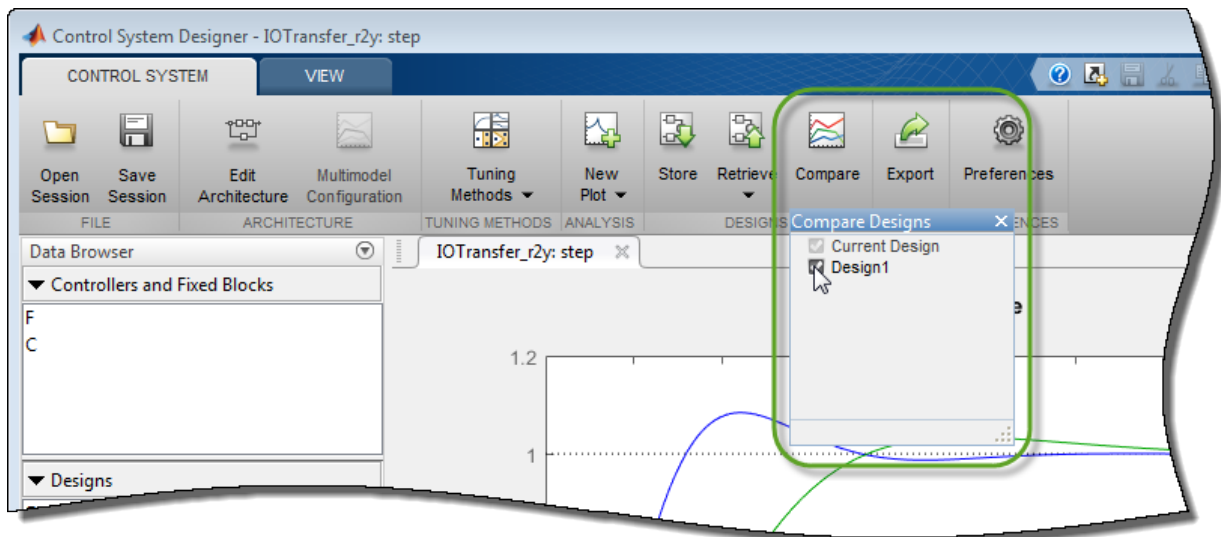 Control System Designer - IOTransfer_r2y: step
CONTROL SYSTEM VIEW
Open Session
Save Session
Edit Architecture
Multimodel Configuration
Tuning Methods
New Plot
Store
Retrieve
Compare
Export
Preferences
FILE ARCHITECTURE TUNING METHODS ANALYSIS DESIGNS ENCES
Compare Designs
Current Design
Design1
Data Browser
IOTransfer_r2y: step
Controllers and Fixed Blocks
F
C
Designs
1.2
1